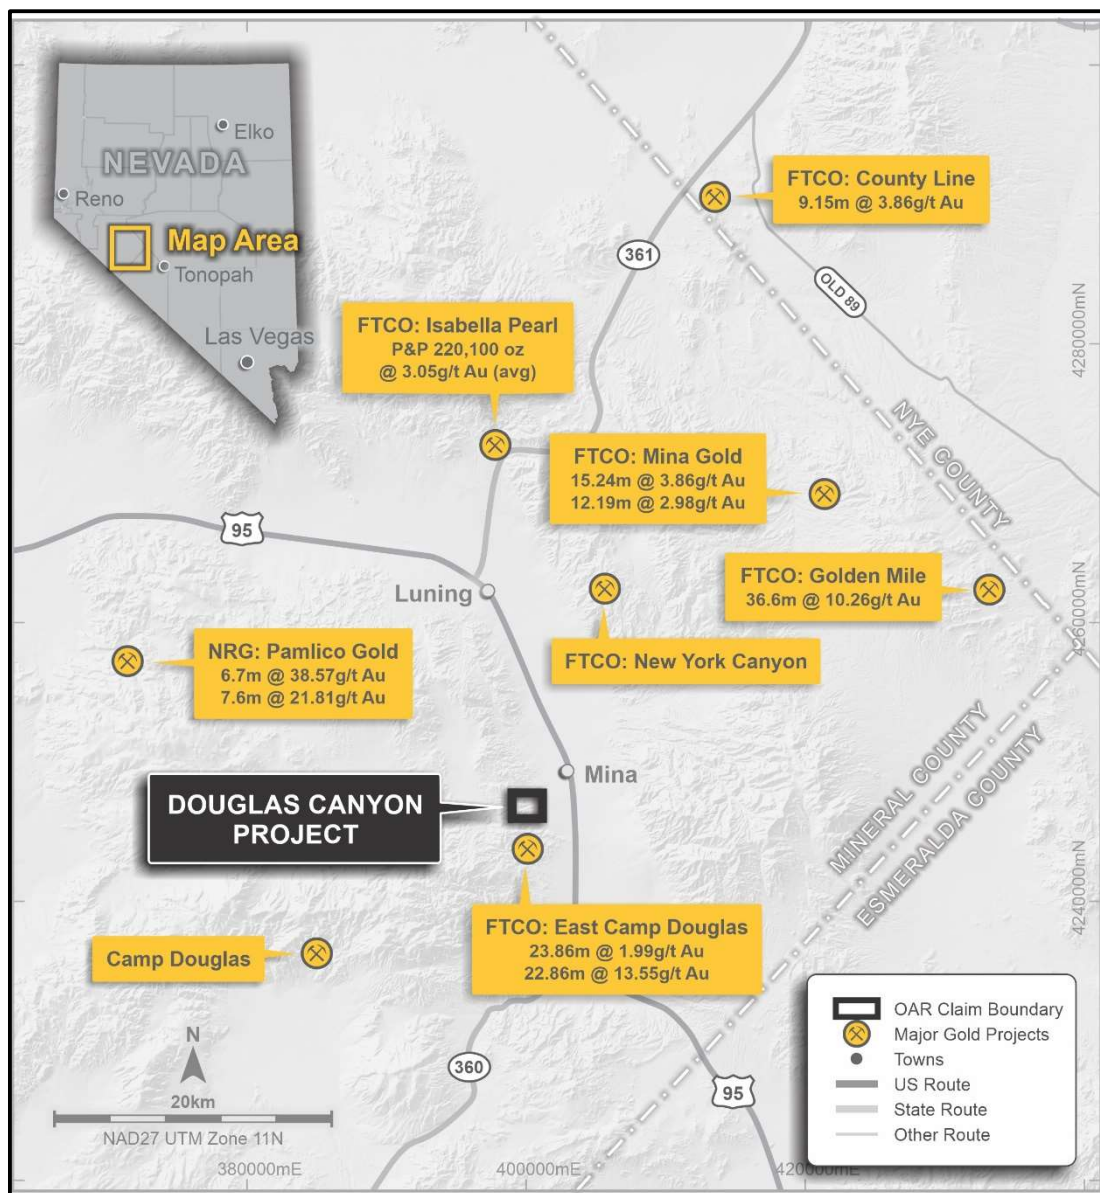 Elko
NEVADA
Reno
Map Area
Tonopah
Las Vegas
FTCO: County Line
9.15m @ 3.86g/t Au
361
OLD 89
FTCO: Isabella Pearl
P&P 220,100 oz
@ 3.05g/t Au (avg)
4280000mN
NYE COUNTY
FTCO: Mina Gold
15.24m @ 3.86g/t Au
12.19m @ 2.98g/t Au
95
Luning
FTCO: Golden Mile
36.6m @ 10.26g/t Au
4260000mN
FTCO: New York Canyon
NRG: Pamlico Gold
6.7m @ 38.57g/t Au
7.6m @ 21.81g/t Au
MINERAL COUNTY
ESMERALDA COUNTY
Mina
DOUGLAS CANYON
PROJECT
4240000mN
FTCO: East Camp Douglas
23.86m @ 1.99g/t Au
22.86m @ 13.55g/t Au
Camp Douglas
OAR Claim Boundary
Major Gold Projects
Towns
US Route
State Route
Other Route
N
20km
NAD27 UTM Zone 11N
360
95
380000mE
400000mE
420000mE